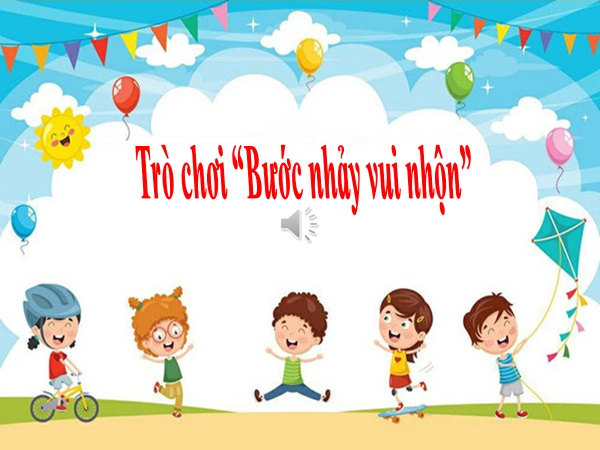 Trò chơi “Bước nhảy vui nhộn”